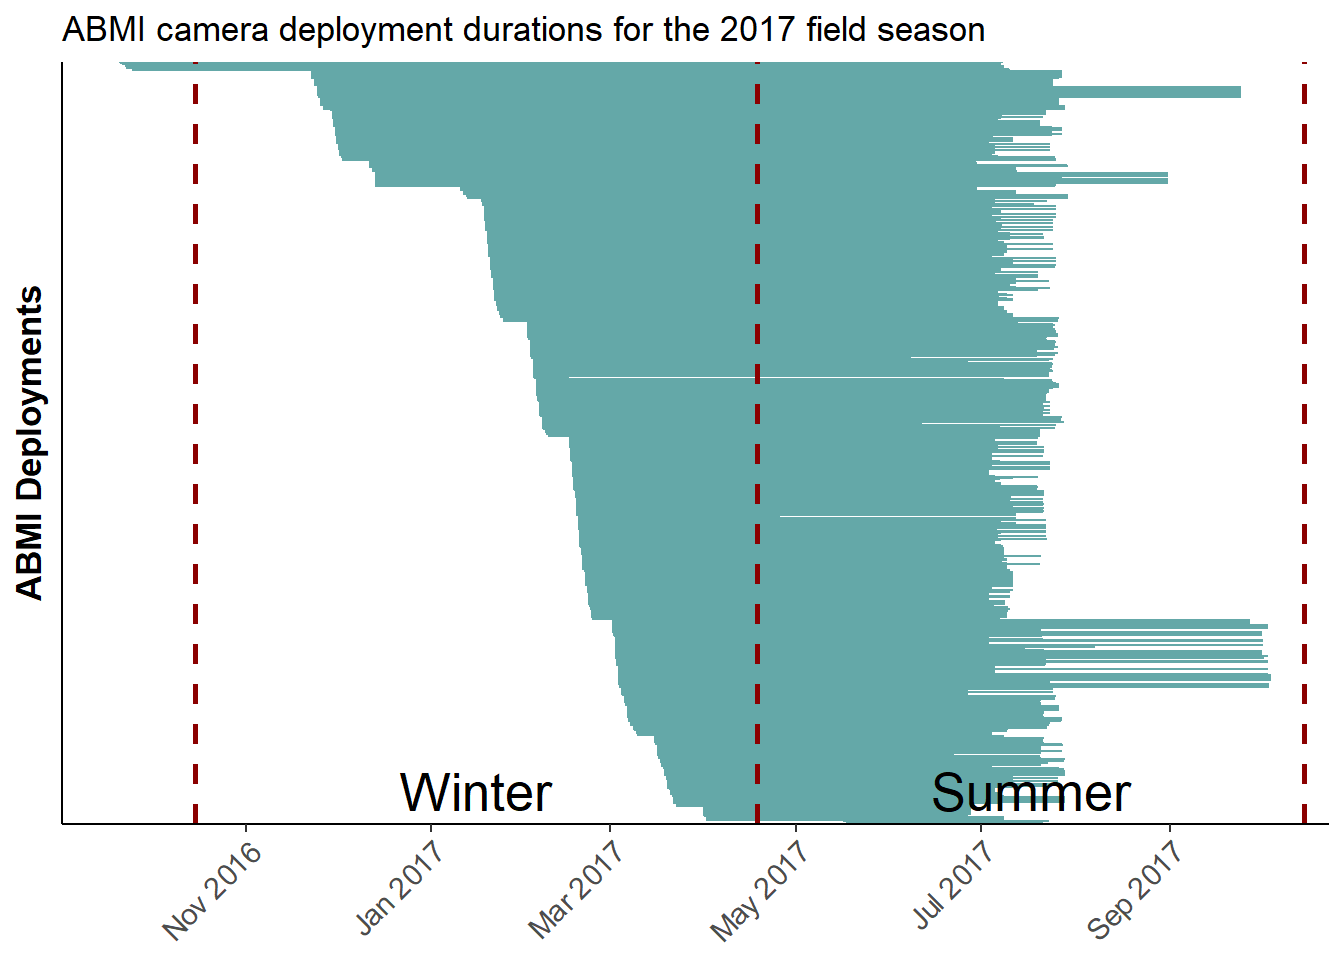 ABMI camera deployment durations for the 2017 field season
ABMI Deployments
Winter
Summer
Nov 2016
Jan 2017
Mar 2017
May 2017
Jul 2017
Sep 2017